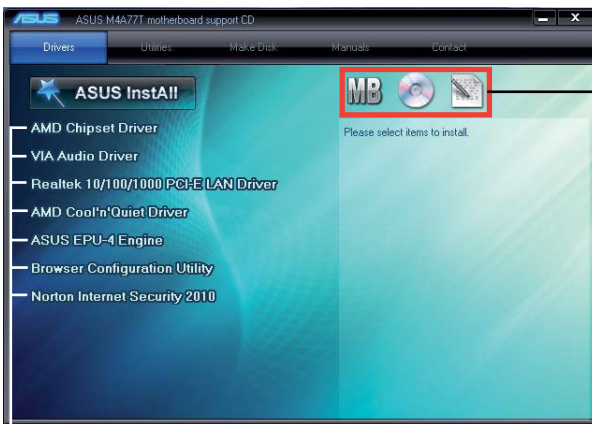 ASUS ASUS M4A77T motherboard support CD
Drivers Utilities Make Disk Manuals Contact
ASUS InstAll
MB
AMD Chipset Driver
Please select items to install.
VIA Audio Driver
Realtek 10/100/1000 PCI-E LAN Driver
AMD Cool'n'Quiet Driver
ASUS EPU-4 Engine
Browser Configuration Utility
Norton Internet Security 2010